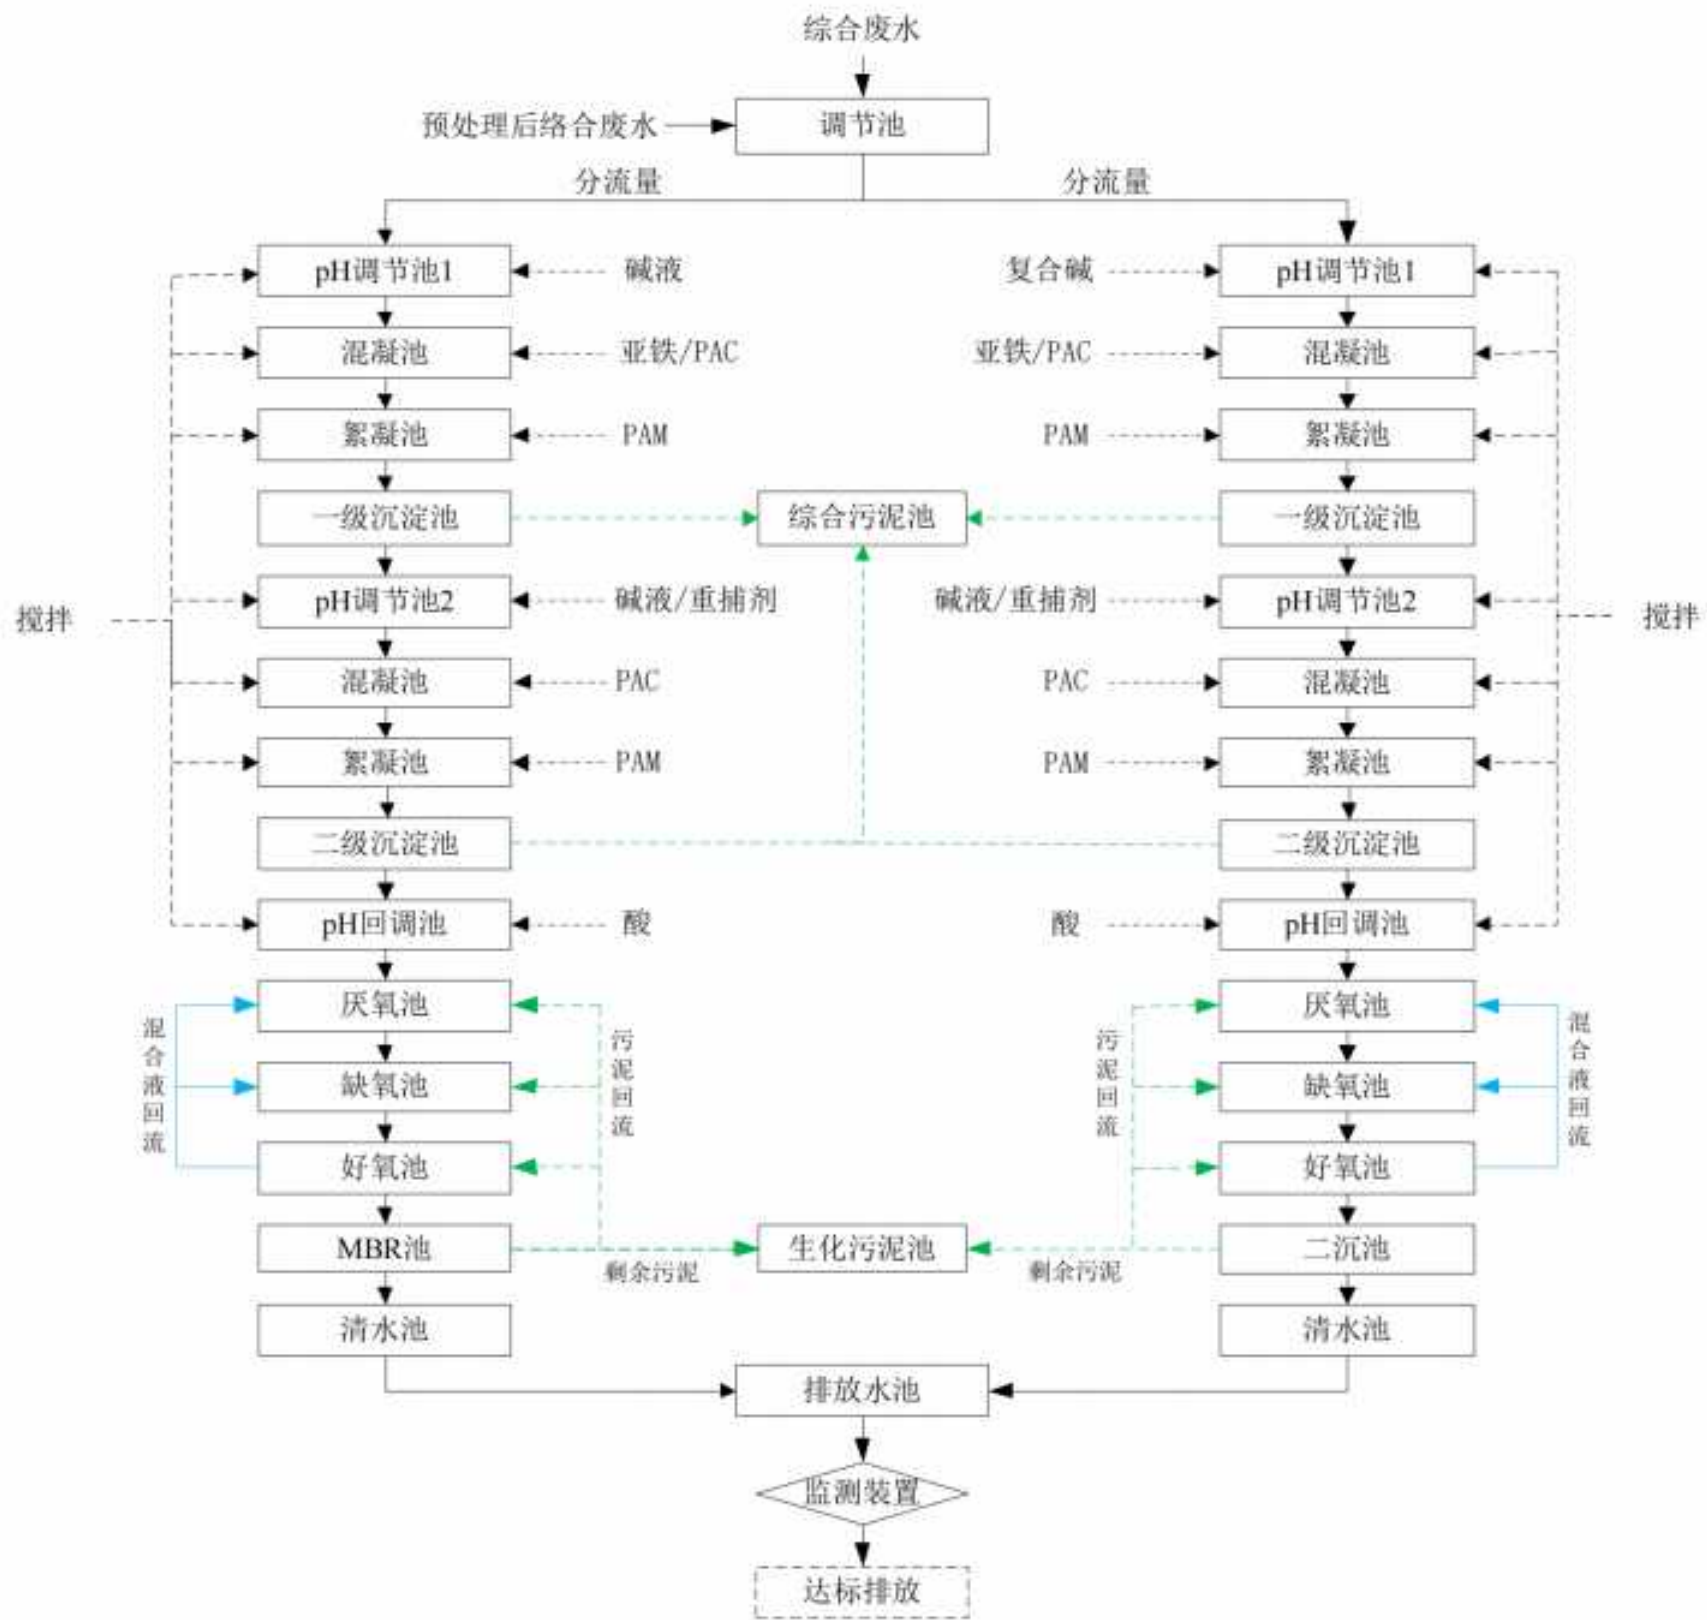 综合废水
预处理后络合废水
调节池
分流量
分流量
pH调节池1
碱液
复合碱
pH调节池1
混凝池
亚铁/PAC
亚铁/PAC
混凝池
絮凝池
PAM
PAM
絮凝池
一级沉淀池
综合污泥池
一级沉淀池
pH调节池2
碱液/重捕剂
碱液/重捕剂
pH调节池2
搅拌
搅拌
混凝池
PAC
PAC
混凝池
絮凝池
PAM
PAM
絮凝池
二级沉淀池
二级沉淀池
pH回调池
酸
酸
pH回调池
厌氧池
厌氧池
混合液回流
污泥回流
污泥回流
混合液回流
缺氧池
缺氧池
好氧池
好氧池
MBR池
生化污泥池
二沉池
剩余污泥
剩余污泥
清水池
清水池
排放水池
监测装置
达标排放